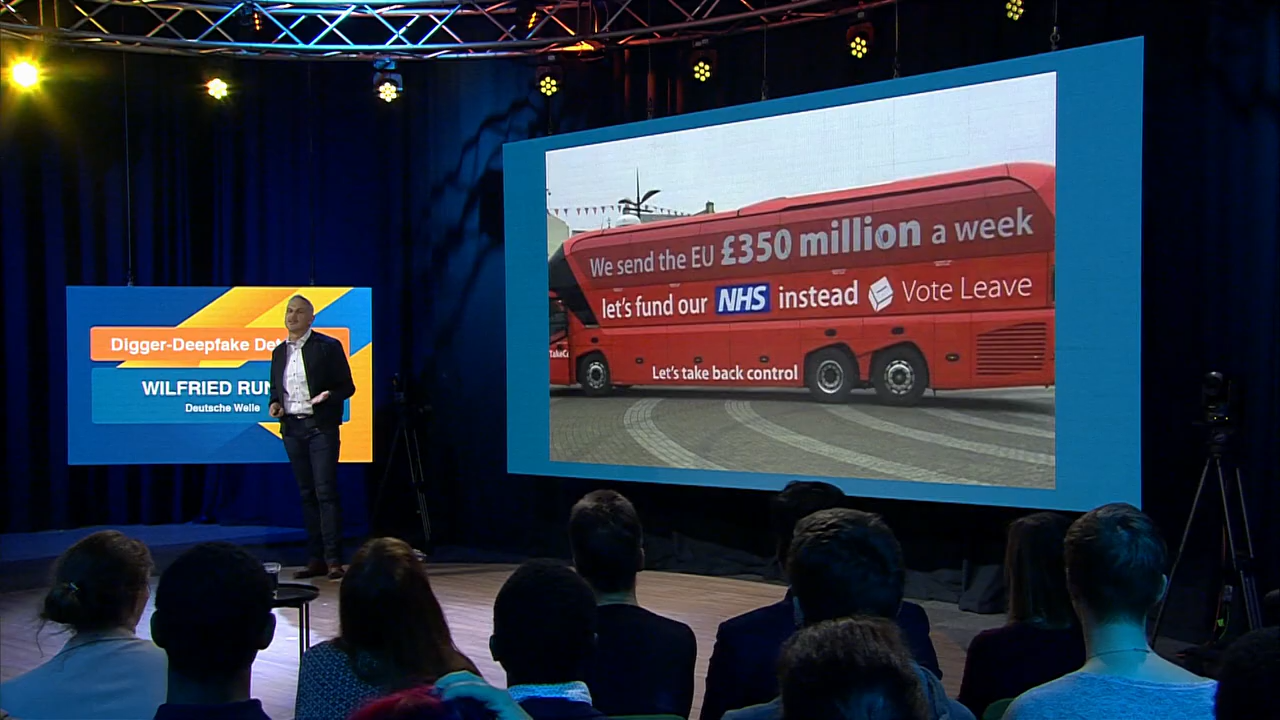 Digger-Deepfake
WILFRIED
Deutsche Welle
We send the EU £350 million a week
let's fund our NHS instead Vote Leave
Let's take back control